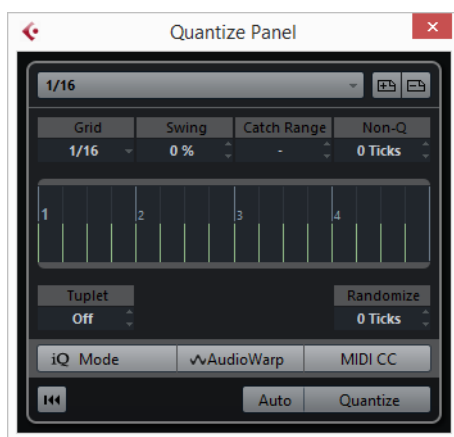 Quantize Panel
1/16
Grid Swing Catch Range Non-Q
1/16 0 % - 0 Ticks
1 2 3 4
Tuplet Randomize
Off 0 Ticks
iQ Mode AudioWarp MIDI CC
Auto Quantize